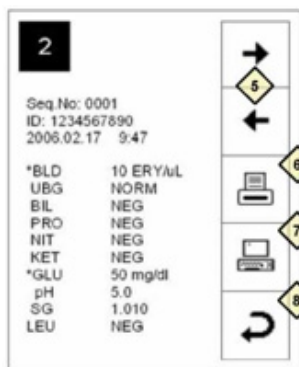 2
Seq.No: 0001
ID: 1234567890
2006.02.17 9:47
*BLD 10 ERY/uL
UBG NORM
BIL NEG
PRO NEG
NIT NEG
KET NEG
*GLU 50 mg/dl
pH 5.0
SG 1.010
LEU NEG
5
6
7
8